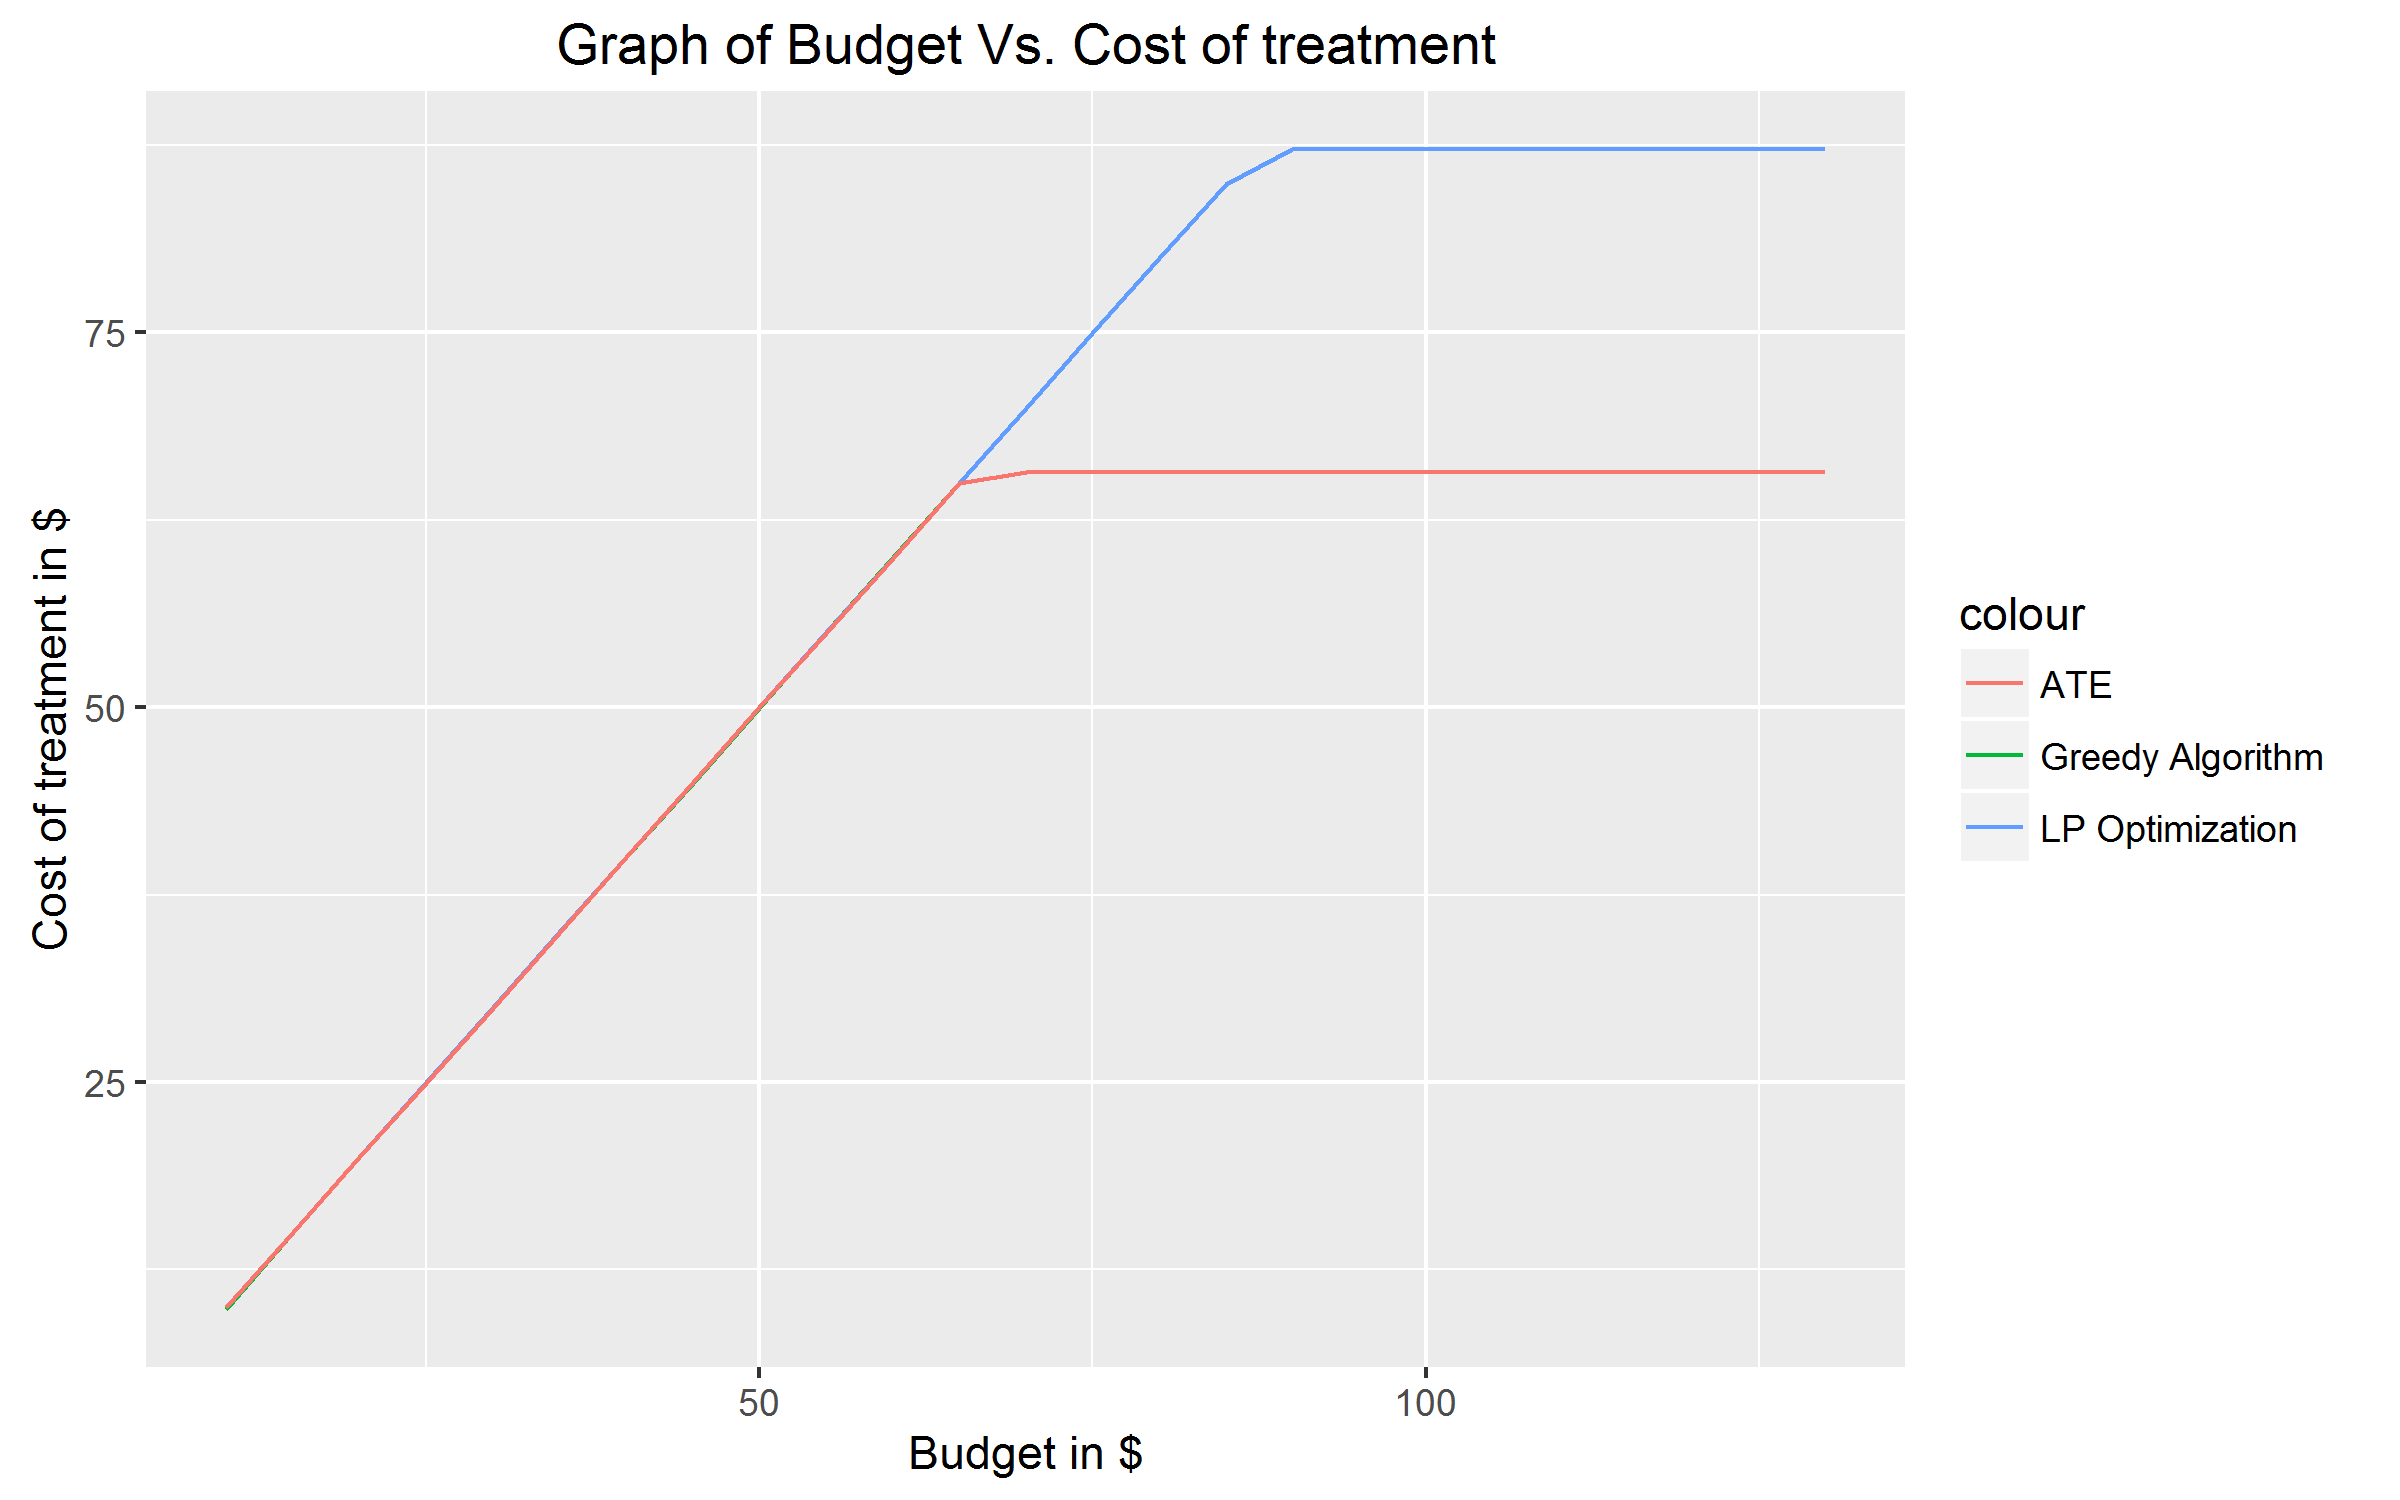 Graph of Budget Vs. Cost of treatment
Cost of treatment in $
75
50
25
50
100
Budget in $
colour
ATE
Greedy Algorithm
LP Optimization